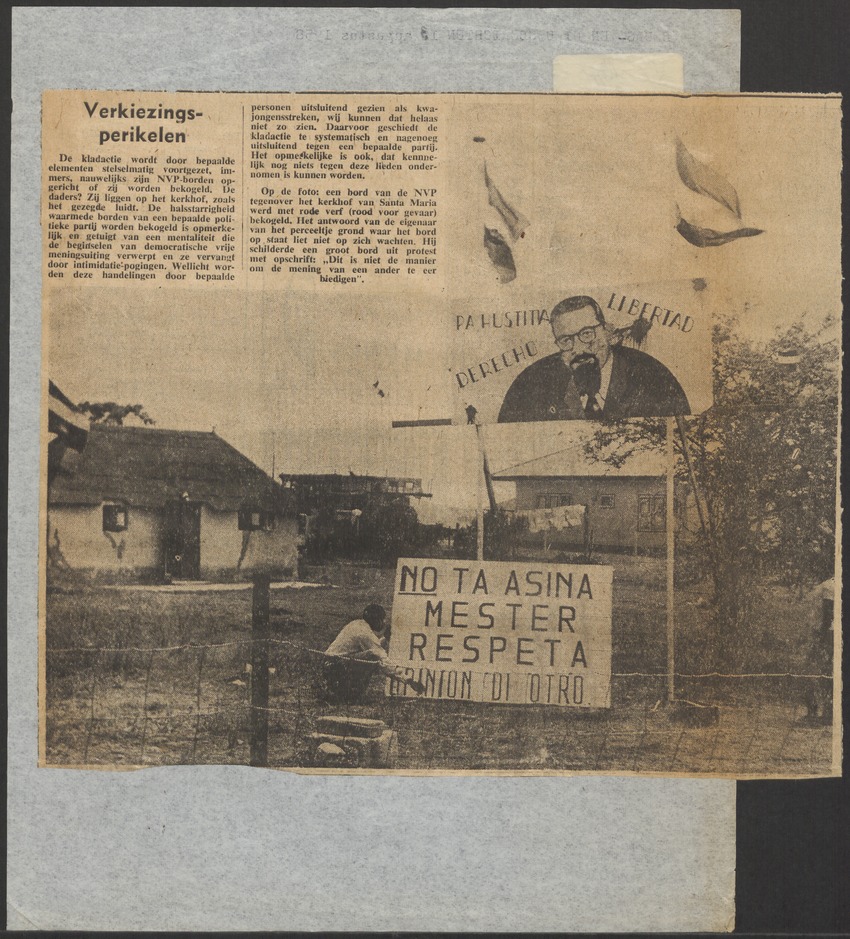 Verkiezings-
perikelen
De kladactie wordt door bepaalde
elementen stelselmatig voortgezet, im-
mers, nauwelijks zijn NVP-borden op-
gericht of zij worden bekogeld. De
daders? Zij liggen op het kerkhof, zoals
het gezegde luidt. De halsstarrigheid
waarmede borden van een bepaalde poli-
tieke partij worden bekogeld is opmerke-
lijk en getuigt van een mentaliteit die
de beginselen van democratische vrije
meningsuiting verwerpt en ze vervangt
door intimidatie-pogingen. Wellicht wor-
den deze handelingen door bepaalde
personen uitsluitend gezien als kwa-
jongensstreken, wij kunnen dat helaas
niet zo zien. Daarvoor geschiedt de
kladactie te systematisch en nagenoeg
uitsluitend tegen een bepaalde partij.
Het opmerkelijke is ook, dat kenne-
lijk nog niets tegen deze lieden onder-
nomen is kunnen worden.
Op de foto: een bord van de NVP
tegenover het kerkhof van Santa Maria
werd met rode verf (rood voor gevaar)
bekogeld. Het antwoord van de eigenaar
van het perceeltje grond waar het bord
op staat liet niet op zich wachten. Hij
schilderde een groot bord uit protest
met opschrift: „Dit is niet de manier
om de mening van een ander te eer
biedigen".
PA HUSTITIA LIBERTAD
DERECHO
NO TA ASINA
MESTER
RESPETA
OPINION DI OTRO